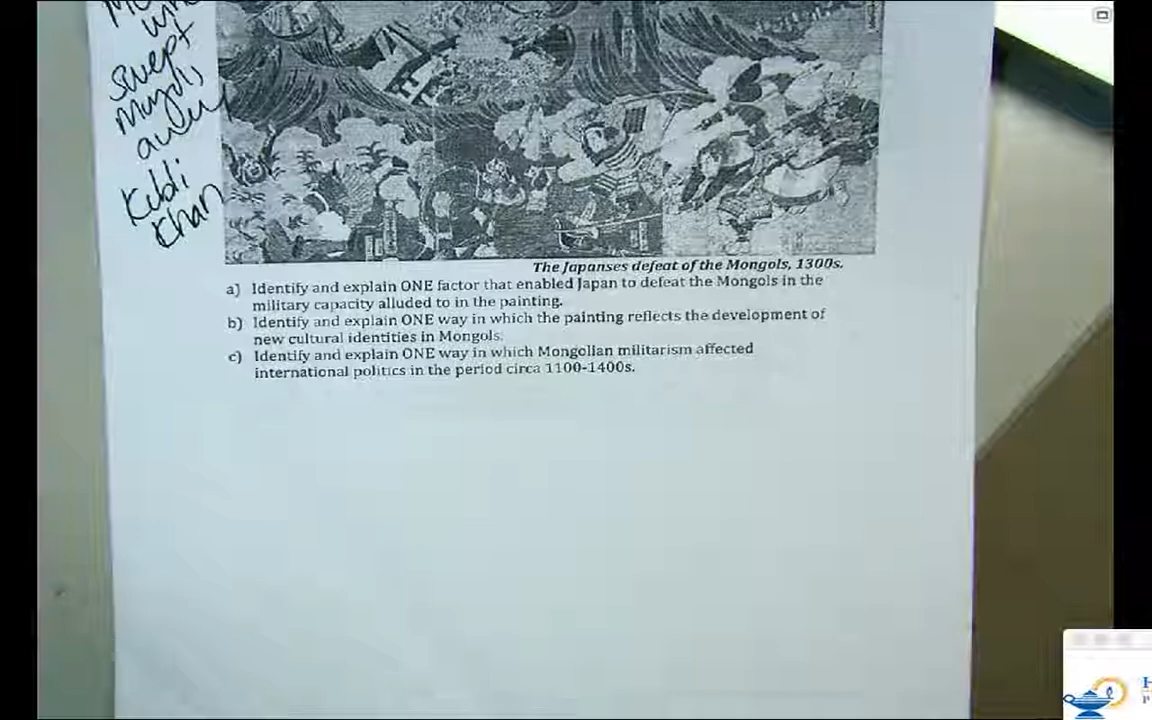 swept
away
Kubli
Khan
The Japanses defeat of the Mongols, 1300s.
a) Identify and explain ONE factor that enabled Japan to defeat the Mongols in the
military capacity alluded to in the painting.
b) Identify and explain ONE way in which the painting reflects the development of
new cultural identities in Mongols.
c) Identify and explain ONE way in which Mongolian militarism affected
international politics in the period circa 1100-1400s.